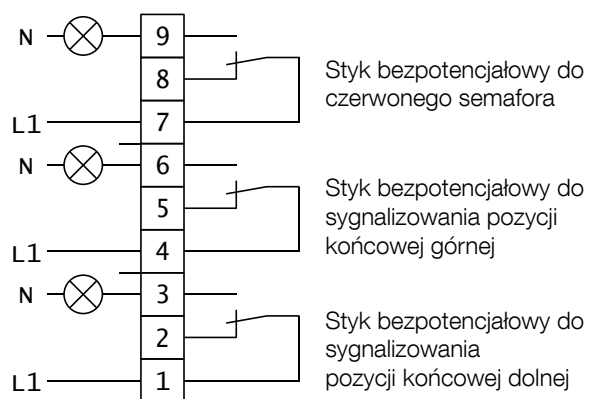 N 9
8
L1 7
Styk bezpotencjałowy do
czerwonego semafora
N 6
5
L1 4
Styk bezpotencjałowy do
sygnalizowania pozycji
końcowej górnej
N 3
2
L1 1
Styk bezpotencjałowy do
sygnalizowania
pozycji końcowej dolnej